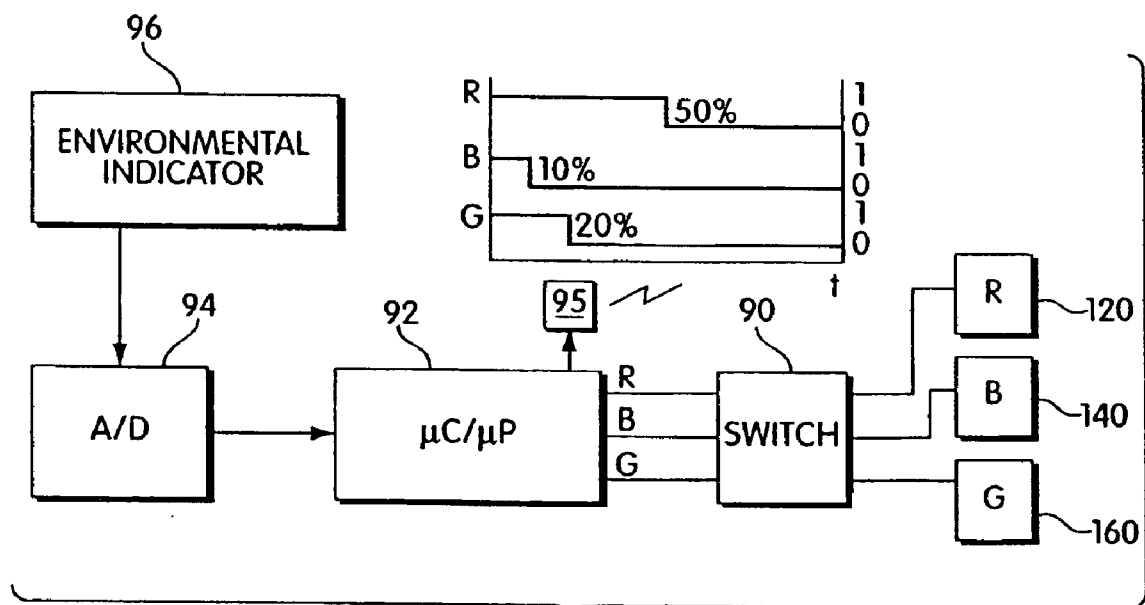 96
ENVIRONMENTAL
INDICATOR
R 50% 1
0
B 10% 1
0
G 20% 1
0
t
94
A/D
92
µC/µP
95
R
B
G
90
SWITCH
R
120
B
140
G
160